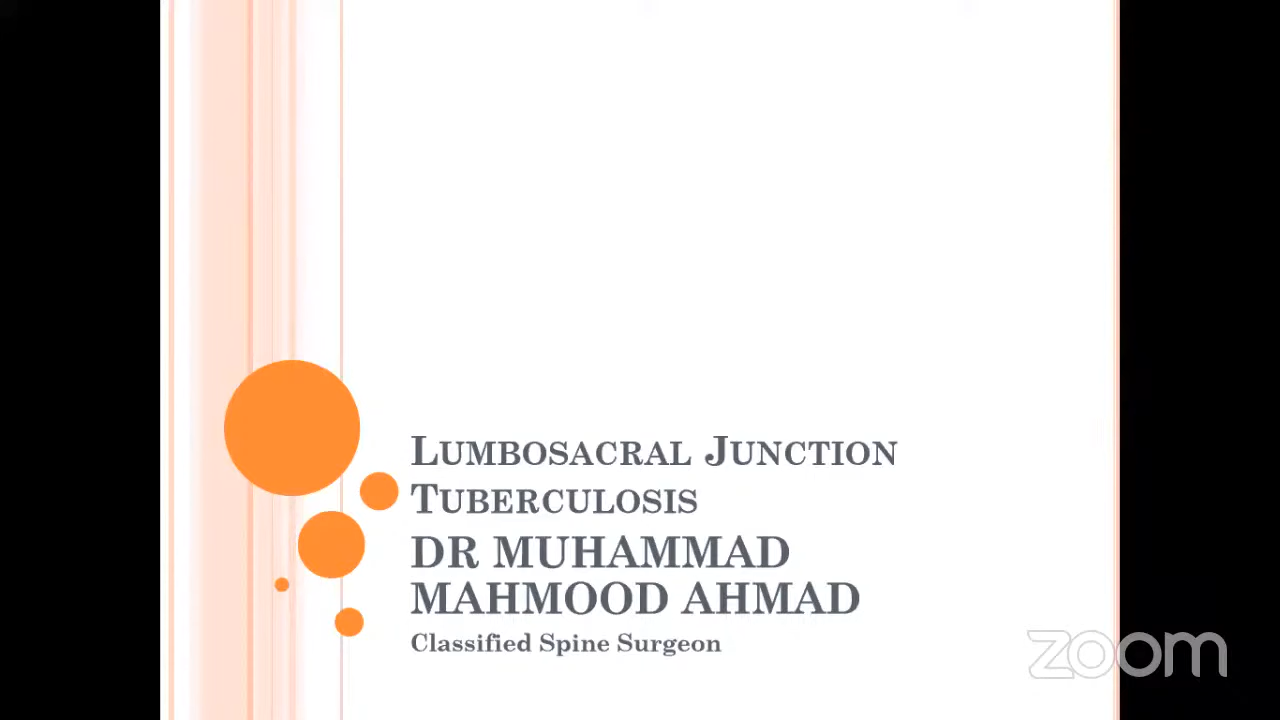 Lumbosacral Junction
Tuberculosis
DR MUHAMMAD
MAHMOOD AHMAD
Classified Spine Surgeon
zoom